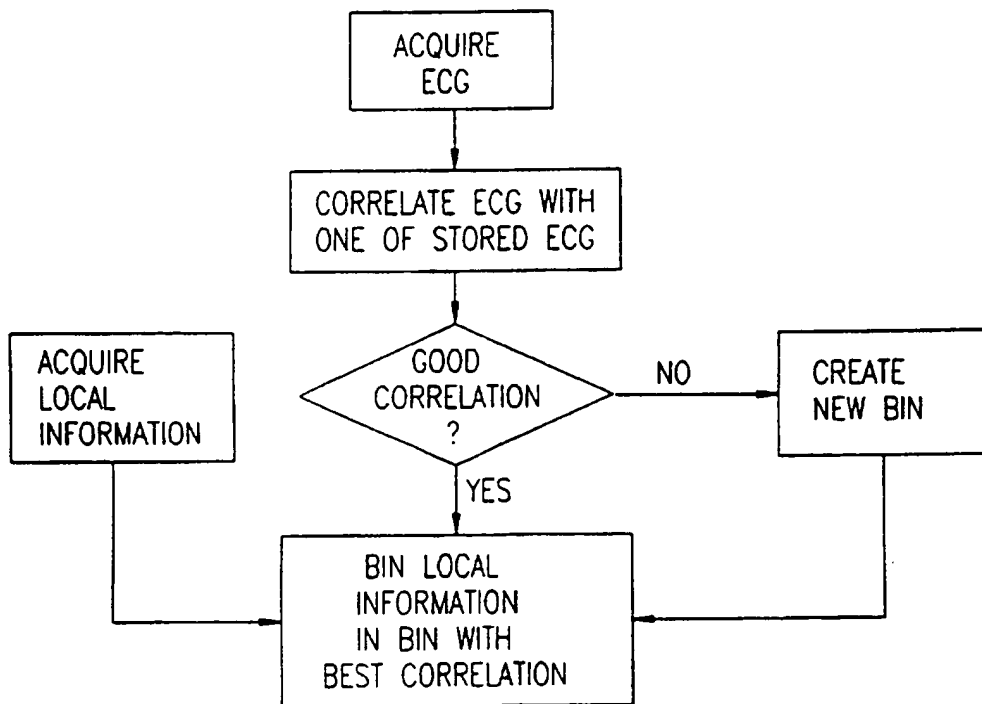 ACQUIRE
ECG
CORRELATE ECG WITH
ONE OF STORED ECG
GOOD
CORRELATION
?
NO
YES
ACQUIRE
LOCAL
INFORMATION
CREATE
NEW BIN
BIN LOCAL
INFORMATION
IN BIN WITH
BEST CORRELATION